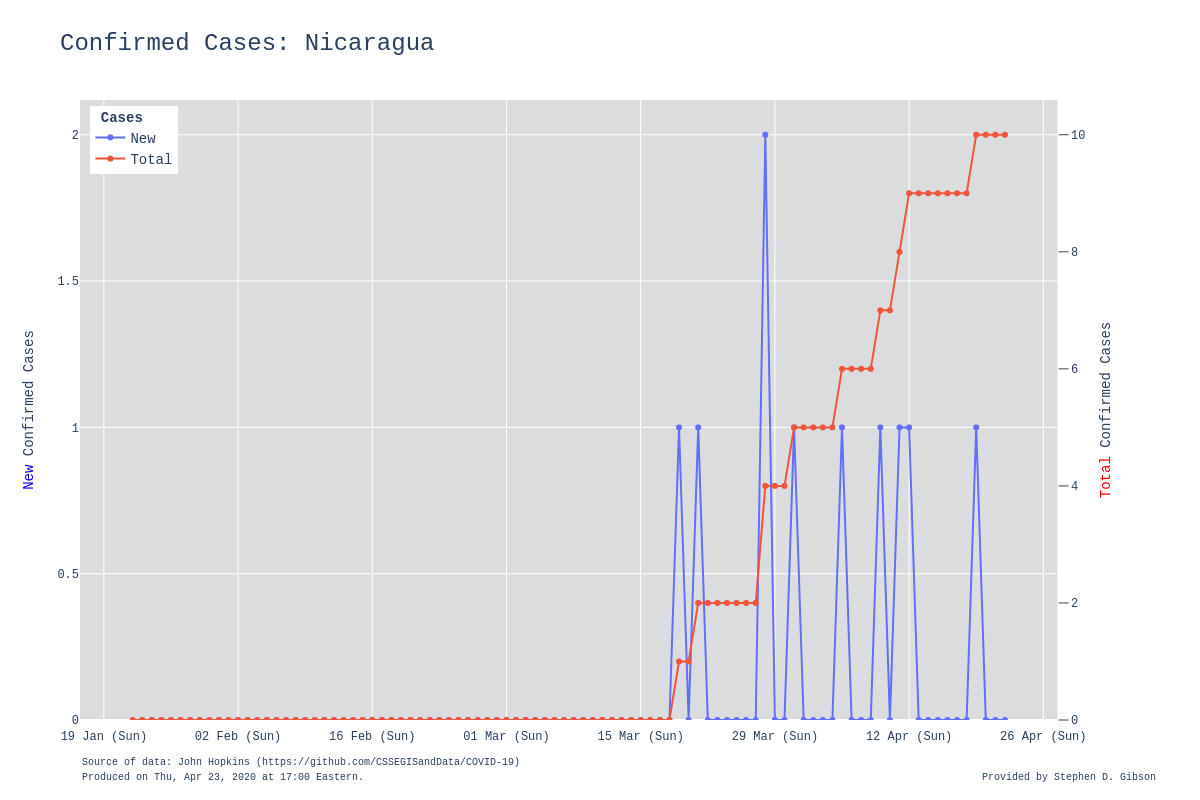 Confirmed Cases: Nicaragua
Cases
New
Total
2
1.5
1
0.5
0
10
8
6
4
2
0
New Confirmed Cases
Total Confirmed Cases
19 Jan (Sun) 02 Feb (Sun) 16 Feb (Sun) 01 Mar (Sun) 15 Mar (Sun) 29 Mar (Sun) 12 Apr (Sun) 26 Apr (Sun)
Source of data: John Hopkins (https://github.com/CSSEGISandData/COVID-19)
Produced on Thu, Apr 23, 2020 at 17:00 Eastern.
Provided by Stephen D. Gibson